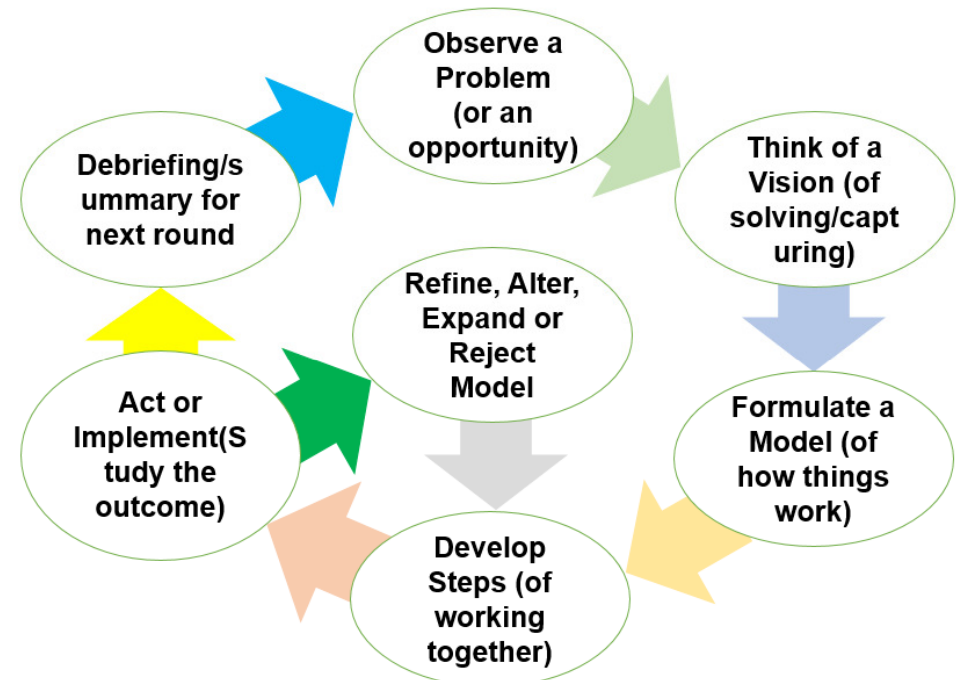 Observe a
Problem
(or an
opportunity)
Think of a
Vision (of
solving/capt
uring)
Formulate a
Model (of
how things
work)
Develop
Steps (of
working
together)
Act or
Implement(S
tudy the
outcome)
Debriefing/s
ummary for
next round
Refine, Alter,
Expand or
Reject
Model